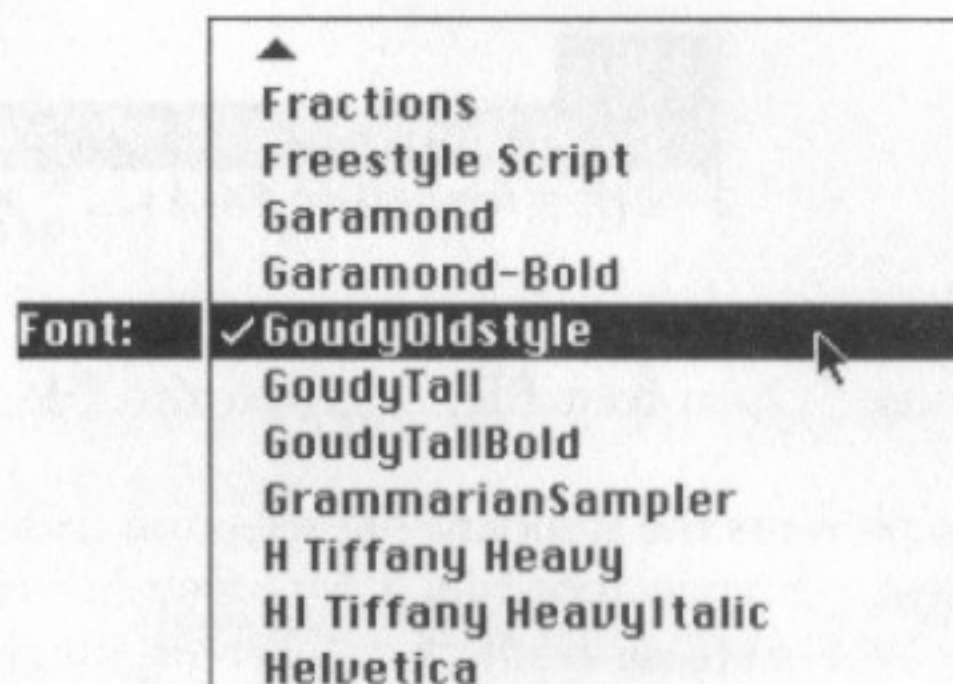 Fractions
Freestyle Script
Garamond
Garamond-Bold
Font: ✓GoudyOldstyle
GoudyTall
GoudyTallBold
GrammarianSampler
H Tiffany Heavy
HI Tiffany HeavyItalic
Helvetica